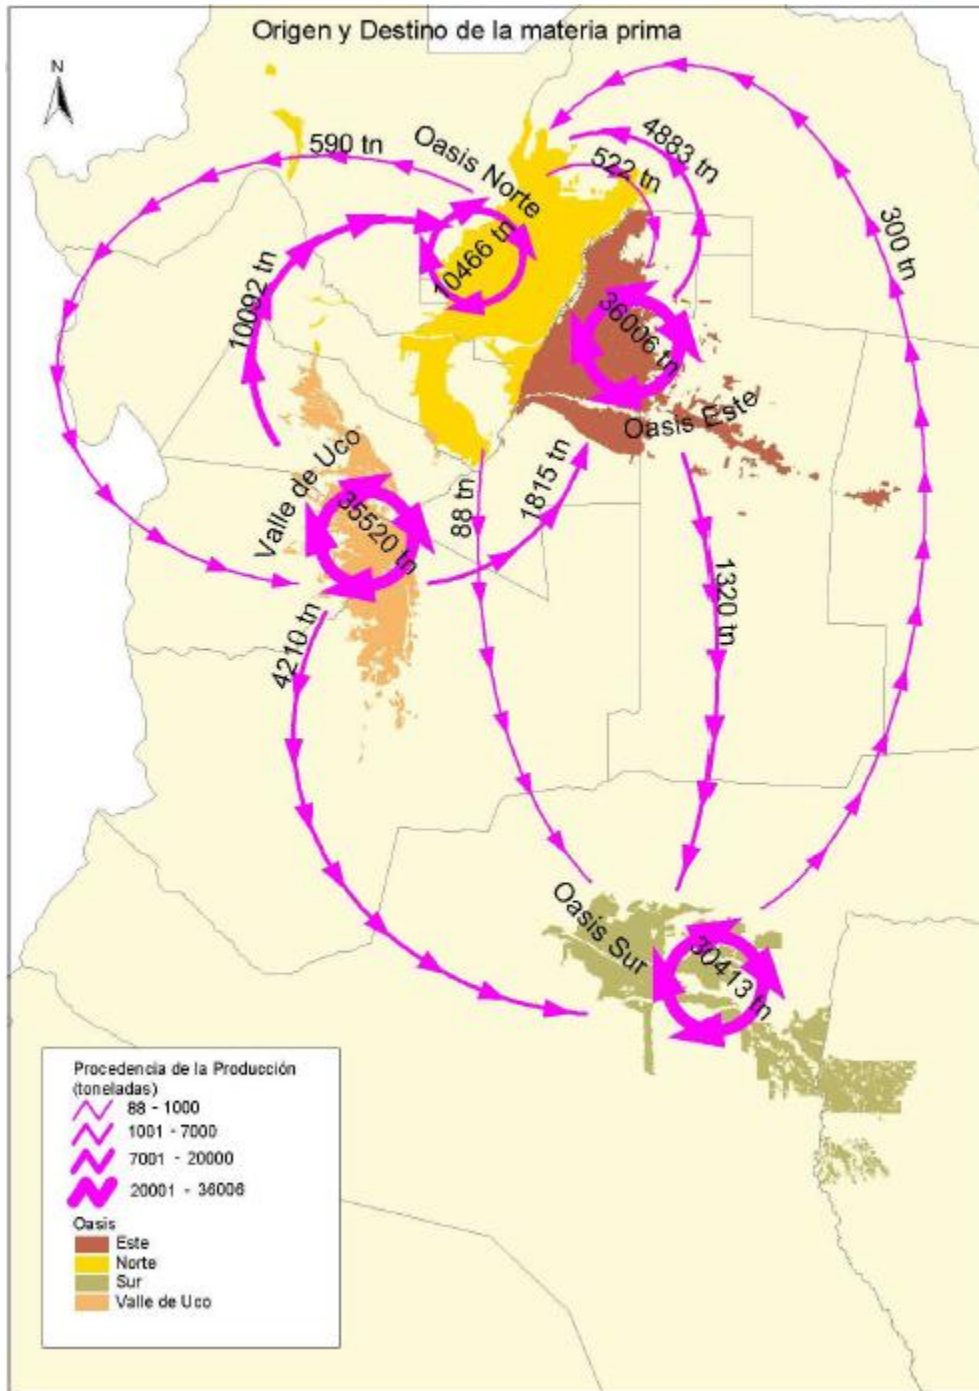 Origen y Destino de la materia prima
N
590 tn
Oasis Norte
4883 tn
522 tn
300 tn
10466 tn
10092 tn
36006 tn
Oasis Este
Valle de Uco
88 tn
1815 tn
35520 tn
1320 tn
4210 tn
Oasis Sur
30413 tn
Procedencia de la Producción
(toneladas)
88 - 1000
1001 - 7000
7001 - 20000
20001 - 36006
Oasis
Este
Norte
Sur
Valle de Uco